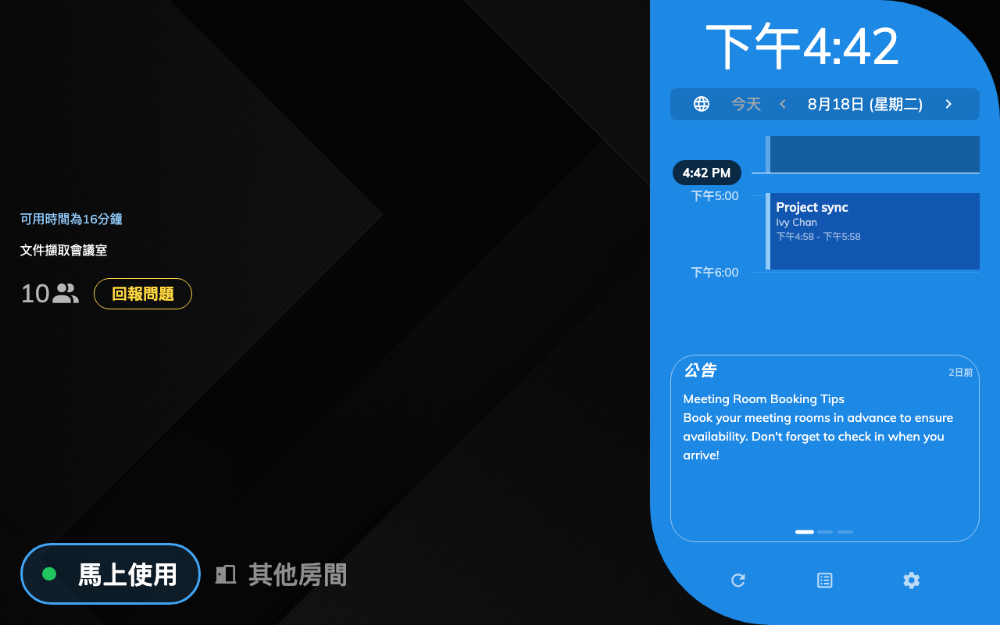 可用時間為16分鐘
文件擷取會議室
10
回報問題
馬上使用
其他房間
下午4:42
今天
8月18日 (星期二)
4:42 PM
下午5:00
Project sync
Ivy Chan
下午4:58 - 下午5:58
下午6:00
公告
2日前
Meeting Room Booking Tips
Book your meeting rooms in advance to ensure
availability. Don't forget to check in when you
arrive!